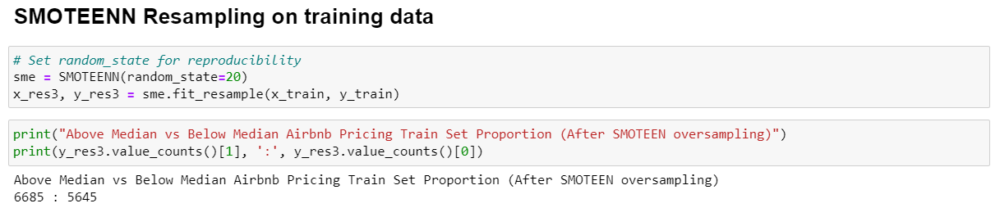 SMOTEENN Resampling on training data
# Set random_state for reproducibility
sme = SMOTEENN(random_state=20)
x_res3, y_res3 = sme.fit_resample(x_train, y_train)
print("Above Median vs Below Median Airbnb Pricing Train Set Proportion (After SMOTEEN oversampling)")
print(y_res3.value_counts()[1], ':', y_res3.value_counts()[0])
Above Median vs Below Median Airbnb Pricing Train Set Proportion (After SMOTEEN oversampling)
6685 : 5645